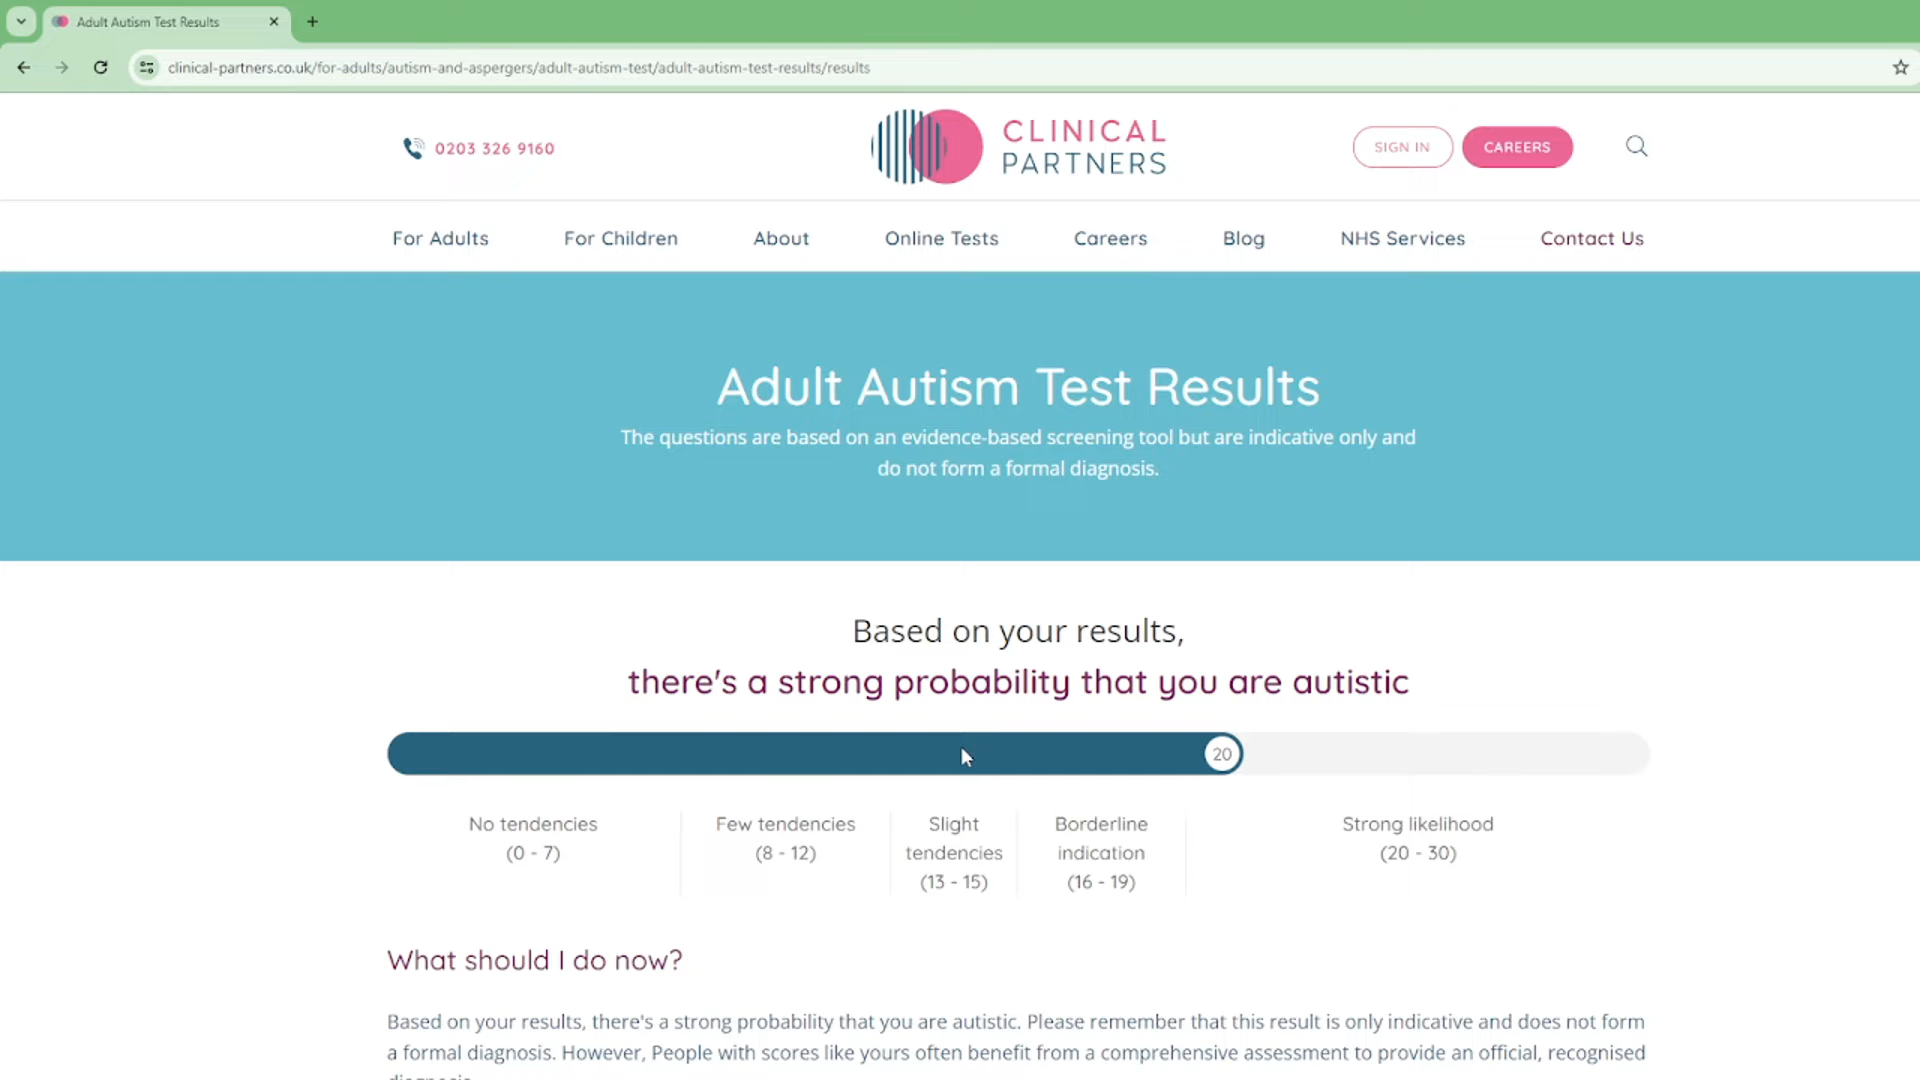 Adult Autism Test Results
clinical-partners.co.uk/for-adults/autism-and-aspergers/adult-autism-test/adult-autism-test-results/results
0203 326 9160
CLINICAL
PARTNERS
SIGN IN
CAREERS
For Adults
For Children
About
Online Tests
Careers
Blog
NHS Services
Contact Us
Adult Autism Test Results
The questions are based on an evidence-based screening tool but are indicative only and
do not form a formal diagnosis.
Based on your results,
there's a strong probability that you are autistic
20
No tendencies
(0 - 7)
Few tendencies
(8 - 12)
Slight
tendencies
(13 - 15)
Borderline
indication
(16 - 19)
Strong likelihood
(20 - 30)
What should I do now?
Based on your results, there's a strong probability that you are autistic. Please remember that this result is only indicative and does not form
a formal diagnosis. However, People with scores like yours often benefit from a comprehensive assessment to provide an official, recognised